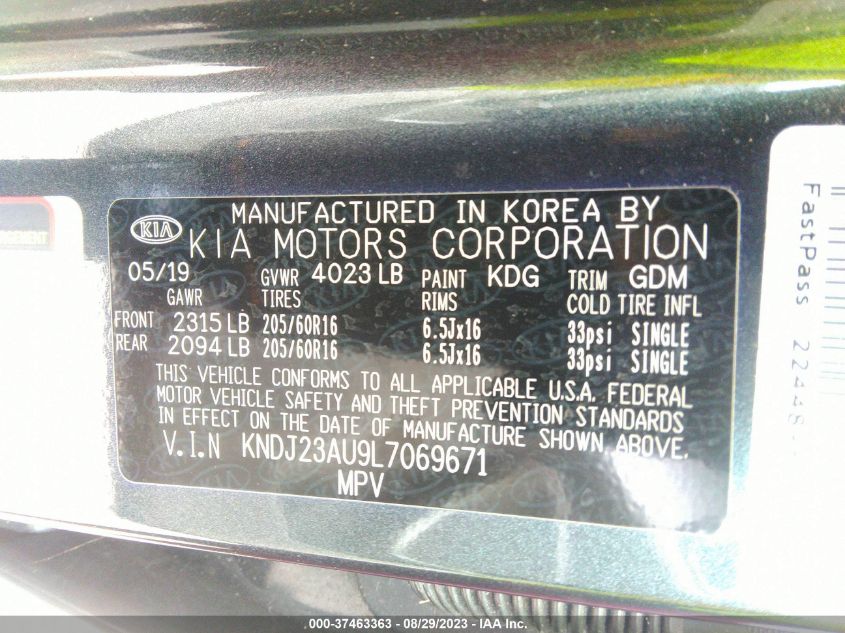 MANUFACTURED IN KOREA BY
KIA KIA MOTORS CORPORATION
05/19 GVWR 4023 LB PAINT KDG TRIM GDM
GAWR TIRES RIMS COLD TIRE INFL
FRONT 2315 LB 205/60R16 6.5Jx16 33psi SINGLE
REAR 2094 LB 205/60R16 6.5Jx16 33psi SINGLE
THIS VEHICLE CONFORMS TO ALL APPLICABLE U.S.A. FEDERAL
MOTOR VEHICLE SAFETY AND THEFT PREVENTION STANDARDS
IN EFFECT ON THE DATE OF MANUFACTURE SHOWN ABOVE.
V.I.N KNDJ23AU9L7069671
MPV
FastPass 22448
000-37463363 - 08/29/2023 - IAA Inc.